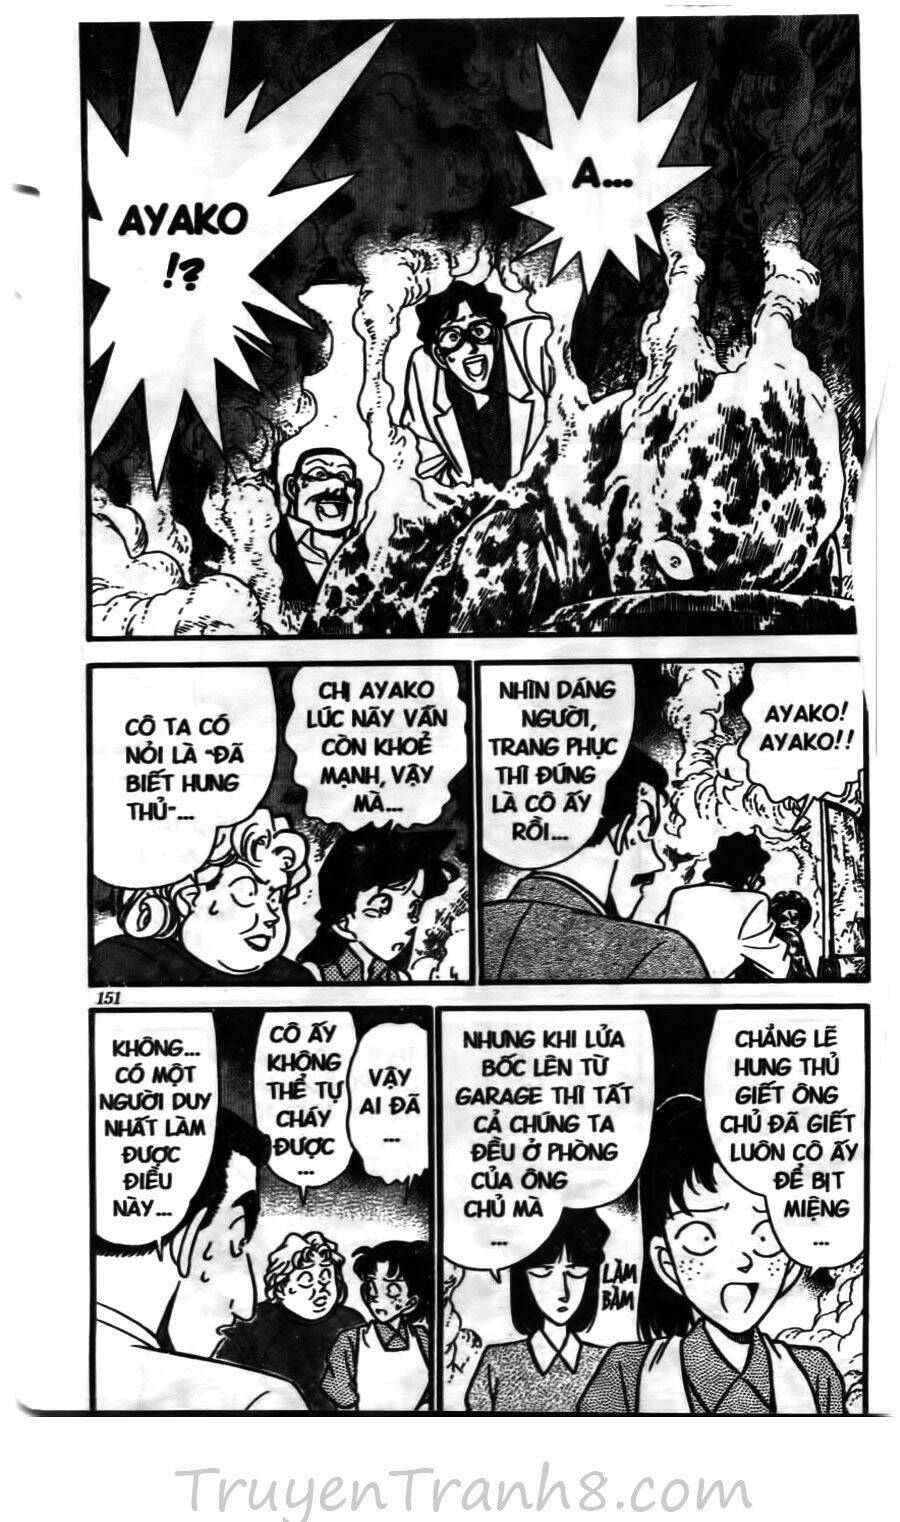 A...
AYAKO
!?
AYAKO!
AYAKO!!
NHÌN DÁNG
NGƯỜI,
TRANG PHỤC
THÌ ĐÚNG
LÀ CÔ ẤY
RỒI...
CHỊ AYAKO
LÚC NÃY VẪN
CÒN KHOẺ
MẠNH, VẬY
MÀ...
CÔ TA CÓ
NÓI LÀ "ĐÃ
BIẾT HUNG
THỦ"...
151
CHẲNG LẼ
HUNG THỦ
GIẾT ÔNG
CHỦ ĐÃ GIẾT
LUÔN CÔ ẤY
ĐỂ BỊT
MIỆNG
...
NHƯNG KHI LỬA
BỐC LÊN TỪ
GARAGE THÌ TẤT
CẢ CHÚNG TA
ĐỀU Ở PHÒNG
CỦA ÔNG
CHỦ MÀ
...
LÀM
BÀM
VẬY
AI ĐÃ
...
CÔ ẤY
KHÔNG
THỂ TỰ
CHÁY
ĐƯỢC
...
KHÔNG...
CÓ MỘT
NGƯỜI DUY
NHẤT LÀM
ĐƯỢC
ĐIỀU
NÀY...
TruyenTranh8.com